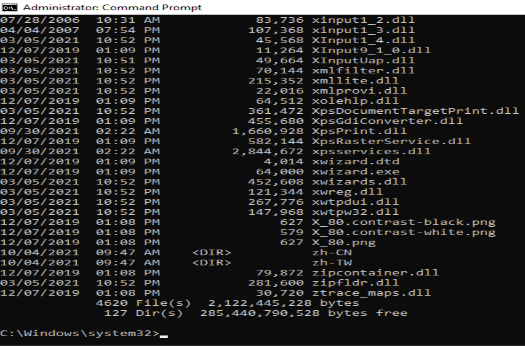 Administrator: Command Prompt
07/28/2006  10:31 AM            83,736 xinput1_2.dll
04/04/2007  07:54 PM           107,368 xinput1_3.dll
03/05/2021  10:52 PM            45,568 XInput1_4.dll
12/07/2019  01:09 PM            11,264 XInput9_1_0.dll
03/05/2021  10:51 PM            49,664 XInputUap.dll
03/05/2021  10:52 PM            70,144 xmlfilter.dll
03/05/2021  10:52 PM           215,352 xmllite.dll
03/05/2021  10:52 PM            22,016 xmlprovi.dll
12/07/2019  01:09 PM            64,512 xolehlp.dll
03/05/2021  10:52 PM           361,472 XpsDocumentTargetPrint.dll
12/07/2019  01:09 PM           455,680 XpsGdiConverter.dll
09/30/2021  02:22 AM         1,660,928 XpsPrint.dll
12/07/2019  01:09 PM           582,144 XpsRasterService.dll
09/30/2021  02:22 AM         2,844,672 xpsservices.dll
12/07/2019  01:09 PM             4,014 xwizard.dtd
12/07/2019  01:09 PM            64,000 xwizard.exe
03/05/2021  10:52 PM           452,608 xwizards.dll
03/05/2021  10:52 PM           121,344 xwreg.dll
03/05/2021  10:52 PM           267,776 xwtpdui.dll
03/05/2021  10:52 PM           147,968 xwtpw32.dll
12/07/2019  01:08 PM               627 X_80.contrast-black.png
12/07/2019  01:08 PM               579 X_80.contrast-white.png
12/07/2019  01:08 PM               627 X_80.png
10/04/2021  09:47 AM    <DIR>          zh-CN
10/04/2021  09:47 AM    <DIR>          zh-TW
12/07/2019  01:08 PM            79,872 zipcontainer.dll
03/05/2021  10:52 PM           281,600 zipfldr.dll
12/07/2019  01:08 PM            30,720 ztrace_maps.dll
4620 File(s)  2,122,445,228 bytes
127 Dir(s)  285,440,790,528 bytes free
C:\Windows\system32>_